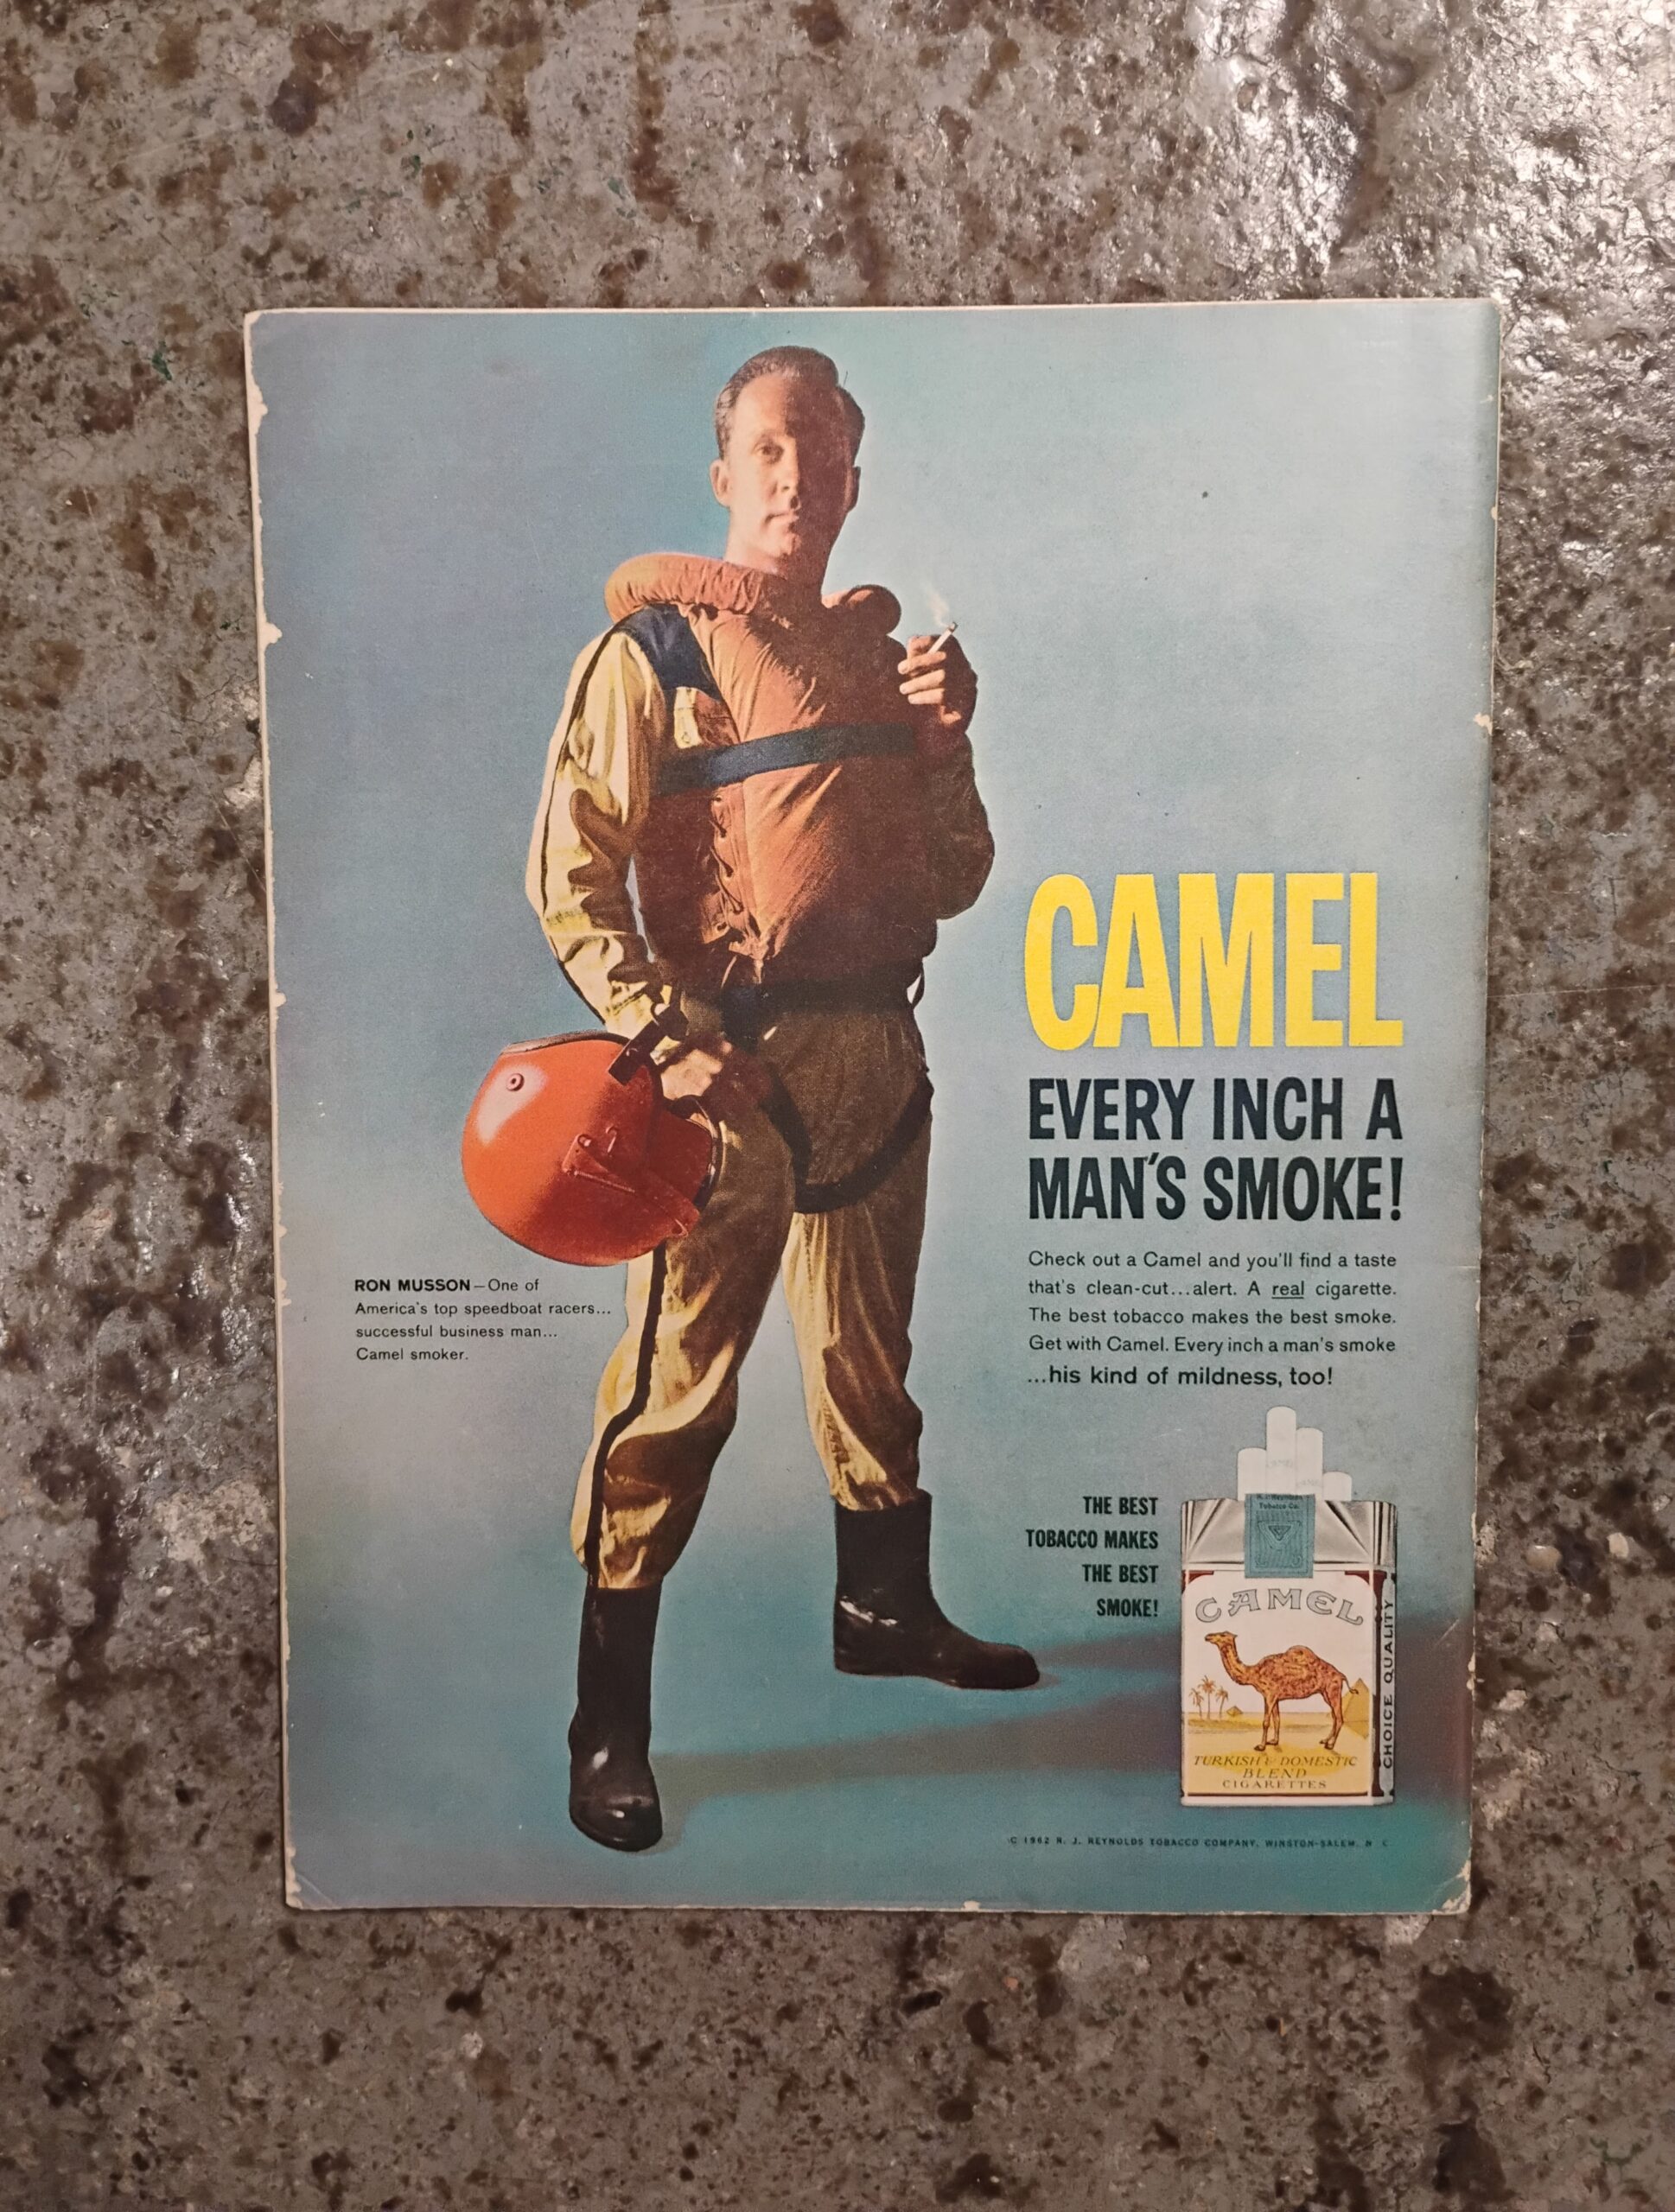 CAMEL
EVERY INCH A
MAN'S SMOKE!
Check out a Camel and you'll find a taste
that's clean-cut...alert. A real cigarette.
The best tobacco makes the best smoke.
Get with Camel. Every inch a man's smoke
...his kind of mildness, too!
RON MUSSON—One of
America's top speedboat racers...
successful business man...
Camel smoker.
THE BEST
TOBACCO MAKES
THE BEST
SMOKE!
Tobacco Co.
CAMEL
TURKISH & DOMESTIC
BLEND
CIGARETTES
CHOICE QUALITY
© 1962 R. J. REYNOLDS TOBACCO COMPANY, WINSTON-SALEM, N. C.